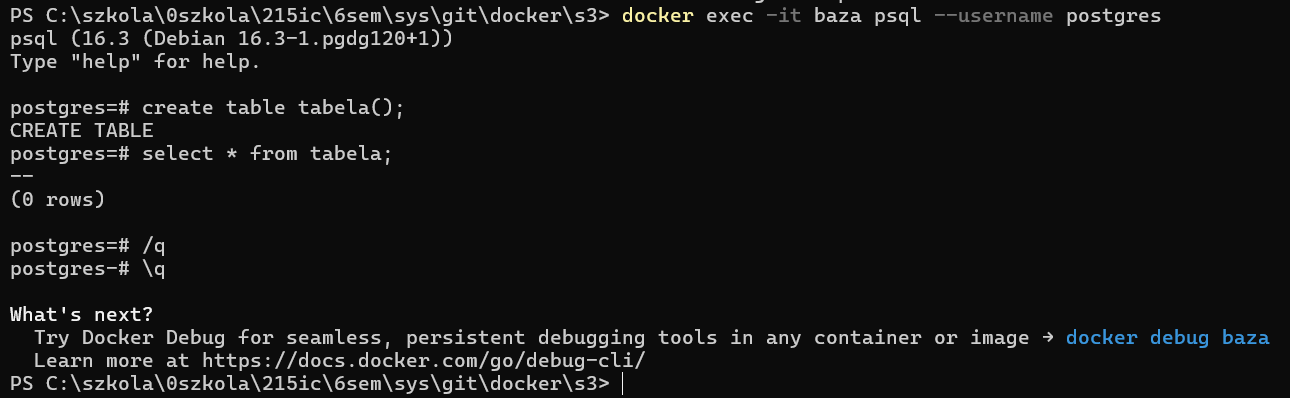 PS C:\szkola\0szkola\215ic\6sem\sys\git\docker\s3> docker exec -it baza psql --username postgres
psql (16.3 (Debian 16.3-1.pgdg120+1))
Type "help" for help.
postgres=# create table tabela();
CREATE TABLE
postgres=# select * from tabela;
--
(0 rows)
postgres=# /q
postgres-# \q
What's next?
Try Docker Debug for seamless, persistent debugging tools in any container or image → docker debug baza
Learn more at https://docs.docker.com/go/debug-cli/
PS C:\szkola\0szkola\215ic\6sem\sys\git\docker\s3>